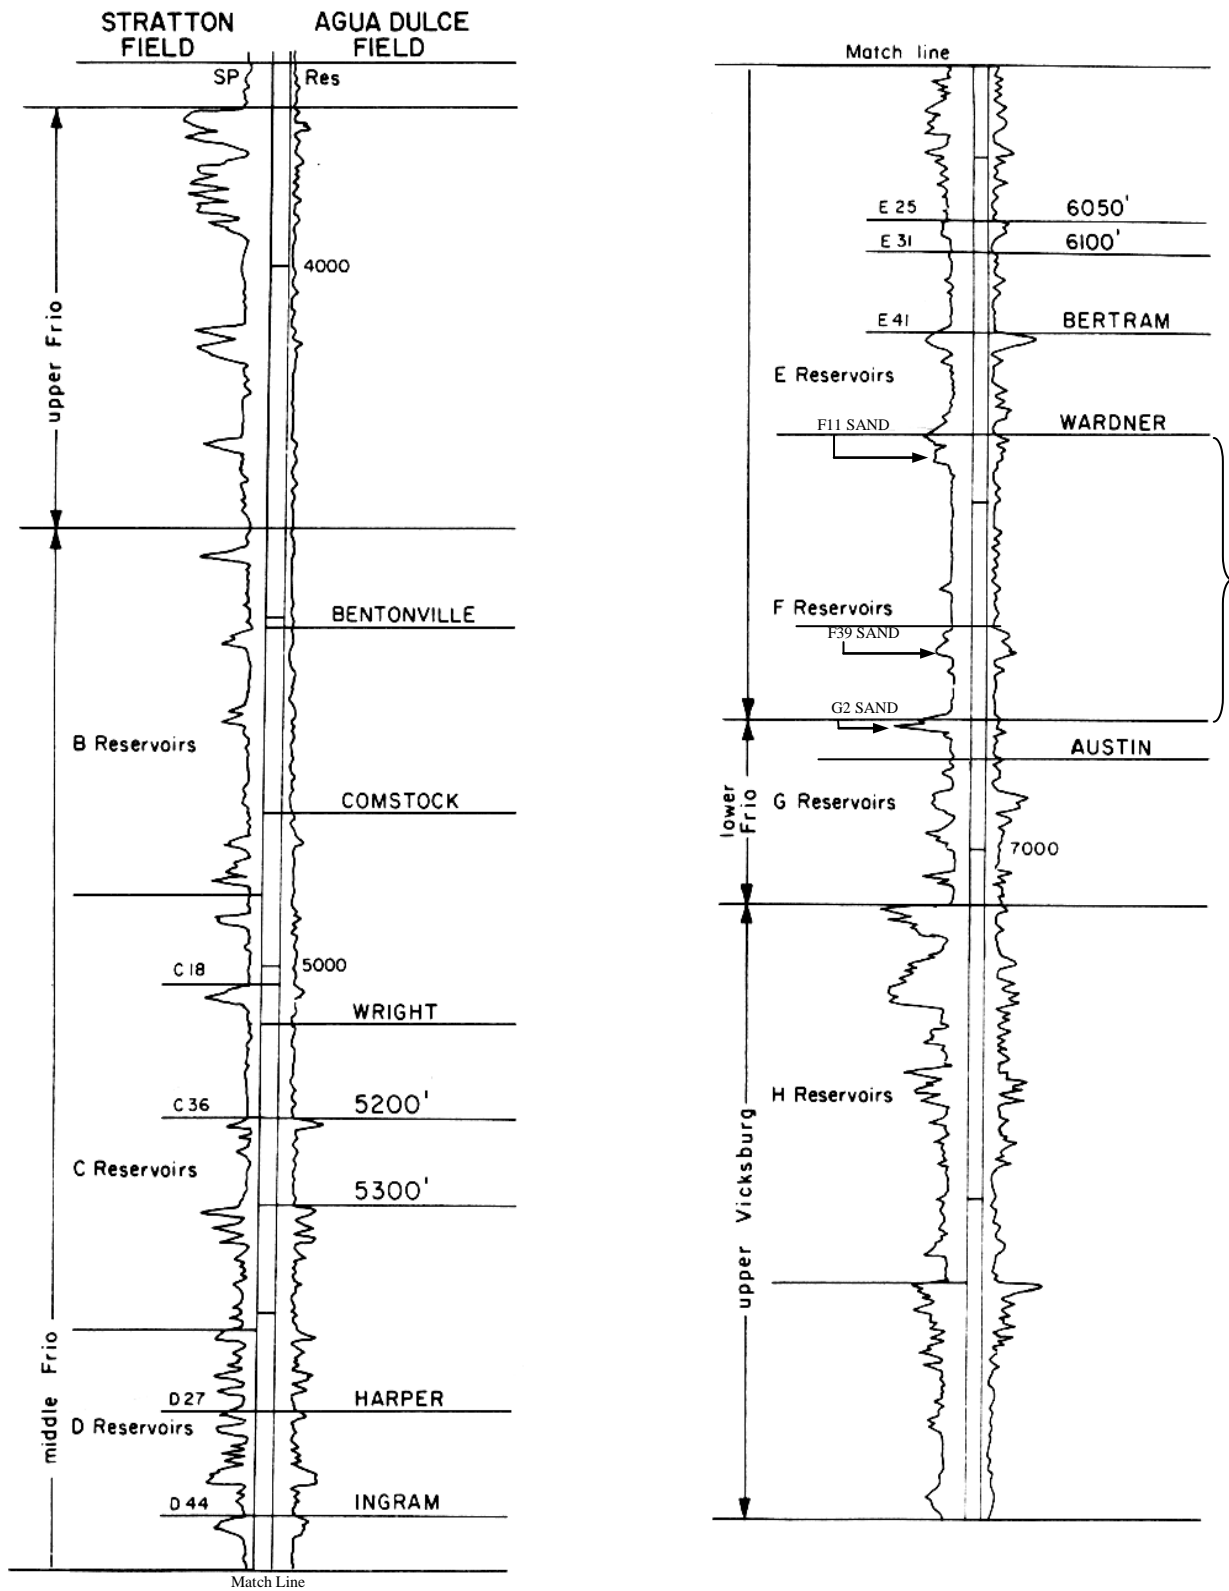 STRATTON FIELD
AGUA DULCE FIELD
SP
Res
4000
upper Frio
BENTONVILLE
B Reservoirs
COMSTOCK
5000
C 18
WRIGHT
C 36
5200'
C Reservoirs
5300'
middle Frio
D 27
HARPER
D Reservoirs
D 44
INGRAM
Match Line
Match line
E 25
6050'
E 31
6100'
E 41
BERTRAM
E Reservoirs
F11 SAND
WARDNER
F Reservoirs
F39 SAND
G2 SAND
AUSTIN
lower Frio
G Reservoirs
7000
H Reservoirs
upper Vicksburg